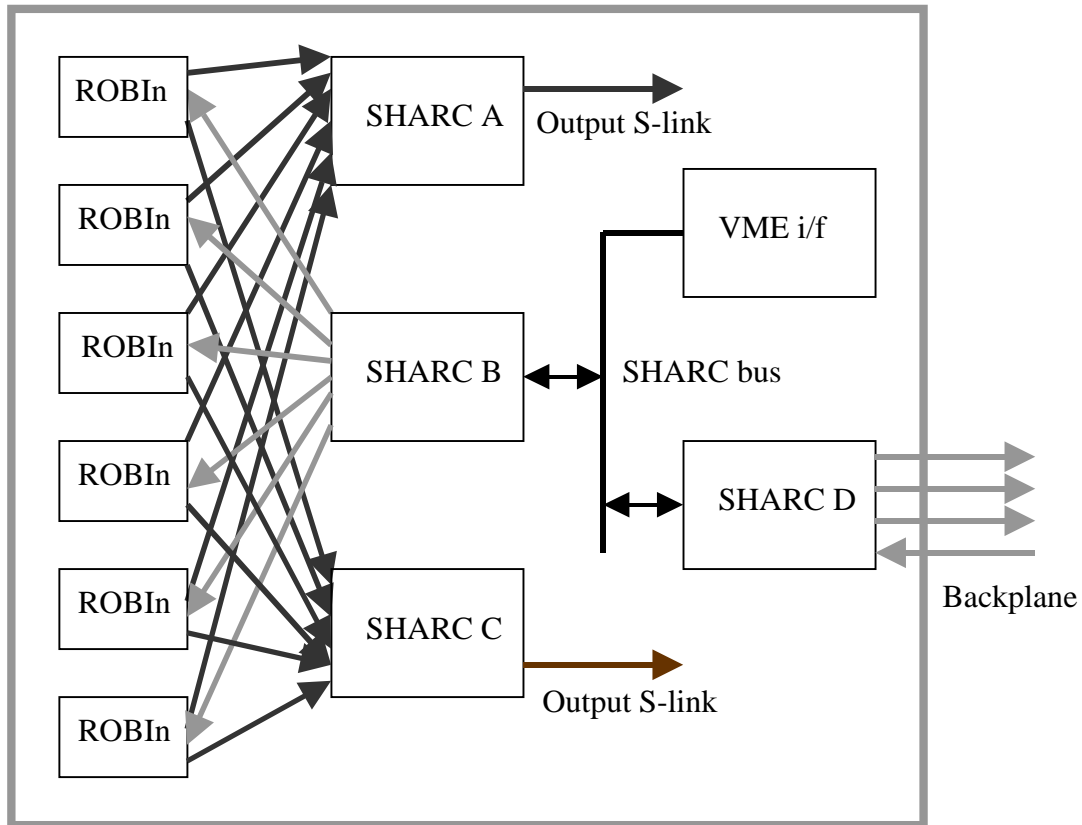 ROBIn
SHARC A
Output S-link
ROBIn
VME i/f
ROBIn
SHARC B
SHARC bus
ROBIn
SHARC D
ROBIn
SHARC C
Backplane
ROBIn
Output S-link